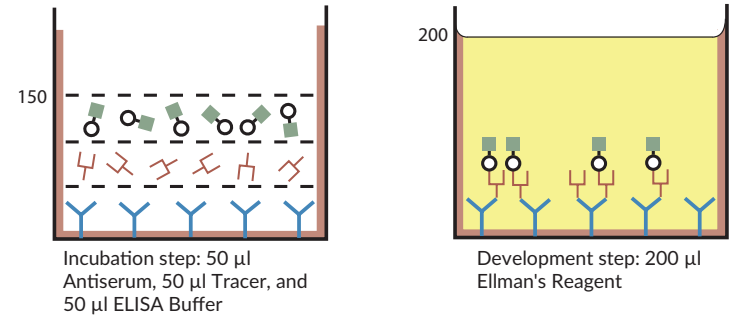 150
Incubation step: 50 µl
Antiserum, 50 µl Tracer, and
50 µl ELISA Buffer
200
Development step: 200 µl
Ellman's Reagent